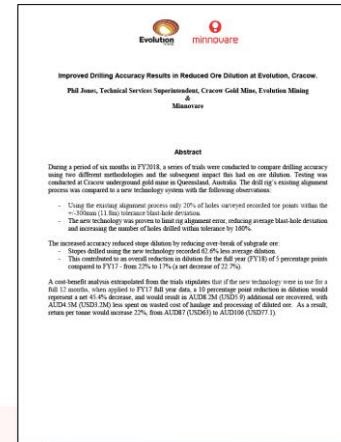 Evolution
minnovare
Improved Drilling Accuracy Results in Reduced Ore Dilution at Evolution, Cracow.
Phil Jones, Technical Services Superintendent, Cracow Gold Mine, Evolution Mining
&
Minnovare
Abstract
During a period of six months in FY2018, a series of trials were conducted to compare drilling accuracy
using two different methodologies and the subsequent impact this had on ore dilution. Testing was
conducted at Cracow underground gold mine in Queensland, Australia. The drill rig's existing alignment
process was compared to a new technology system with the following observations:
- Using the existing alignment process only 20% of holes surveyed recorded toe points within the
+/-300mm (11.8in) tolerance blast-hole deviation.
- The new technology was proven to limit rig alignment error, reducing average blast-hole deviation
and increasing the number of holes drilled within tolerance by 160%.
The increased accuracy reduced stope dilution by reducing over-break of subgrade ore:
- Stopes drilled using the new technology recorded 62.6% less average dilution.
- This contributed to an overall reduction in dilution for the full year (FY18) of 5 percentage points
compared to FY17 - from 22% to 17% (a net decrease of 22.7%).
A cost-benefit analysis extrapolated from the trials stipulates that if the new technology were in use for a
full 12 months, when applied to FY17 full year data, a 10 percentage point reduction in dilution would
represent a net 45.4% decrease, and would result in AUD8.2M (USD5.9) additional ore recovered, with
AUD4.5M (USD3.2M) less spent on wasted cost of haulage and processing of diluted ore. As a result,
return per tonne would increase 22%, from AUD87 (USD63) to AUD106 (USD77.1).